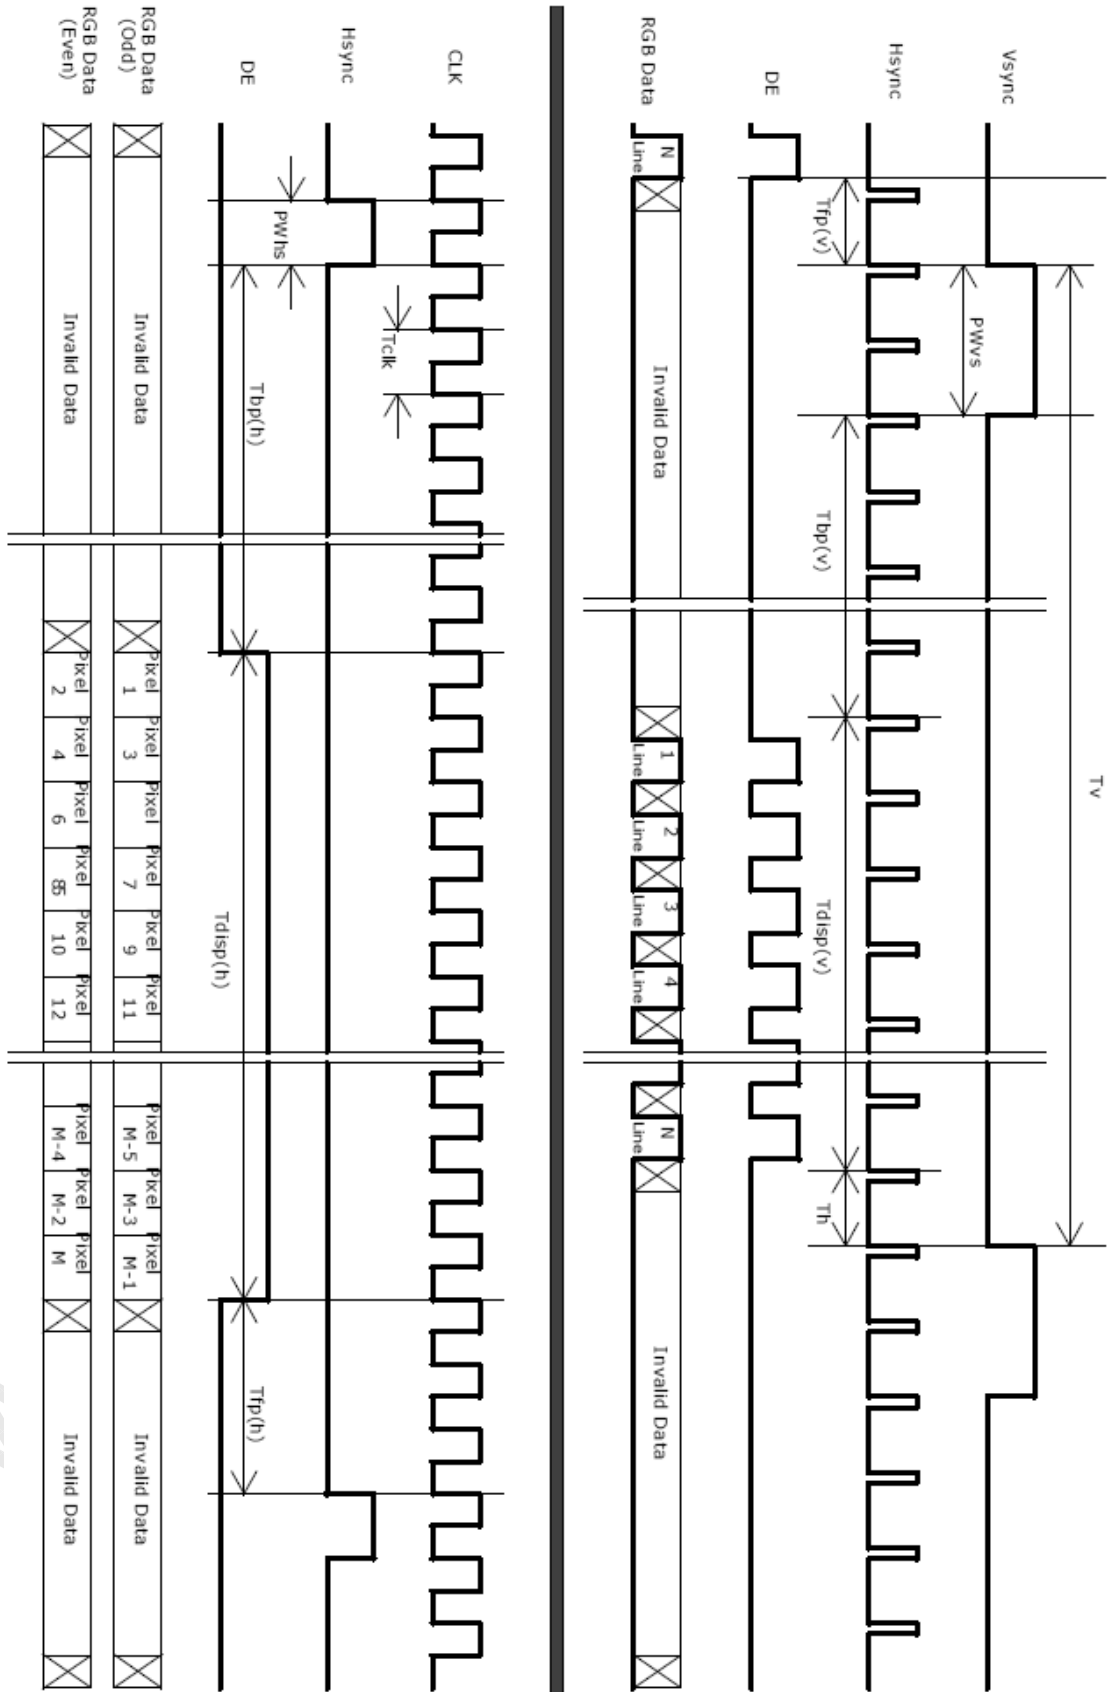 Vsync
Hsync
DE
RGB Data
Tv
Tfp(v)
PWvs
Tbp(v)
Tdisp(v)
Th
Line N
Invalid Data
Line 1
Line 2
Line 3
Line 4
Line N
Invalid Data
CLK
Hsync
DE
RGB Data
(Odd)
RGB Data
(Even)
Tclk
PWhs
Tbp(h)
Tdisp(h)
Tfp(h)
Invalid Data
Pixel 1
Pixel 3
Pixel
Pixel 7
Pixel 9
Pixel 11
Pixel M-5
Pixel M-3
Pixel M-1
Invalid Data
Invalid Data
Pixel 2
Pixel 4
Pixel 6
Pixel
Pixel 10
Pixel 12
Pixel M-4
Pixel M-2
Pixel M
Invalid Data